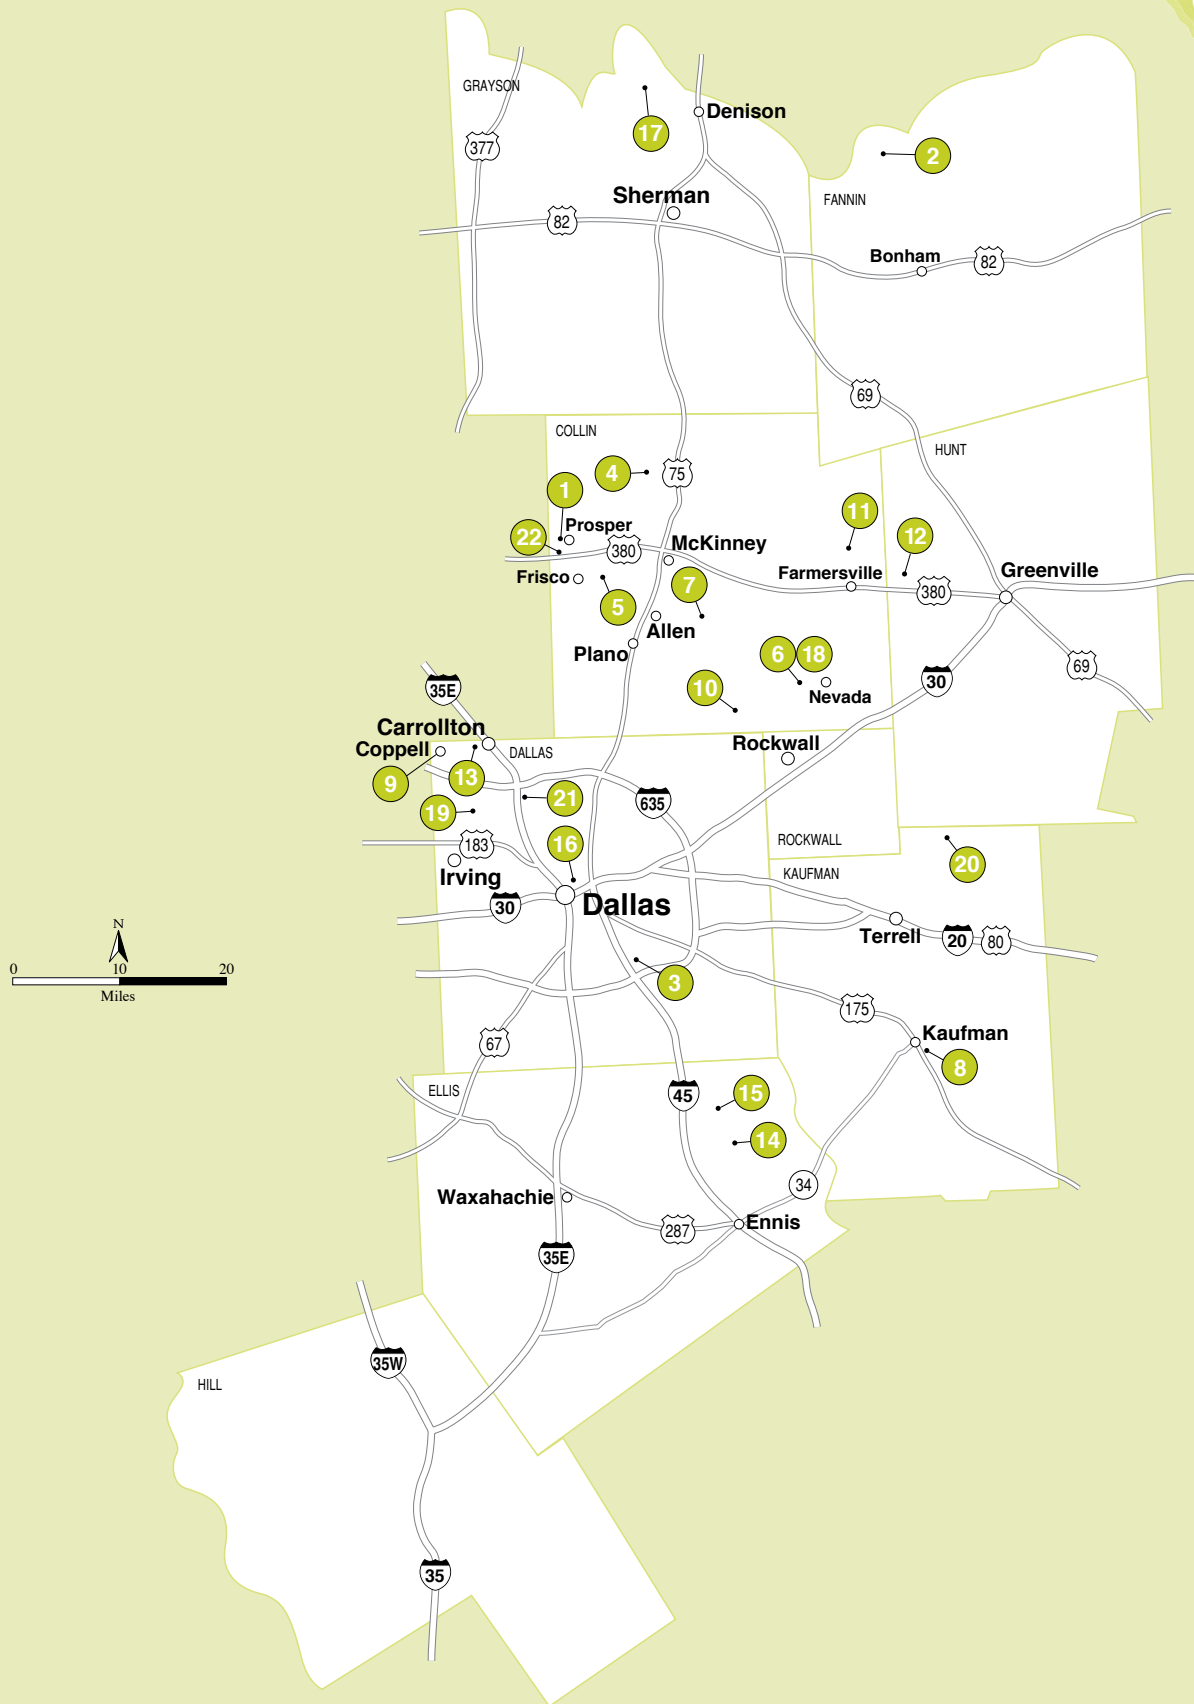 GRAYSON
Denison
17
377
2
Sherman
FANNIN
82
Bonham
82
69
COLLIN
HUNT
4
75
1
11
Prosper
22
380
McKinney
12
Frisco
7
Farmersville
Greenville
380
5
Allen
Plano
6
18
69
30
35E
10
Nevada
Carrollton
Rockwall
Coppell
DALLAS
9
13
21
635
19
183
16
ROCKWALL
20
Irving
KAUFMAN
Dallas
30
N
Terrell
20
80
0
10
20
Miles
3
175
Kaufman
67
8
ELLIS
45
15
14
34
Waxahachie
287
Ennis
35E
35W
HILL
35